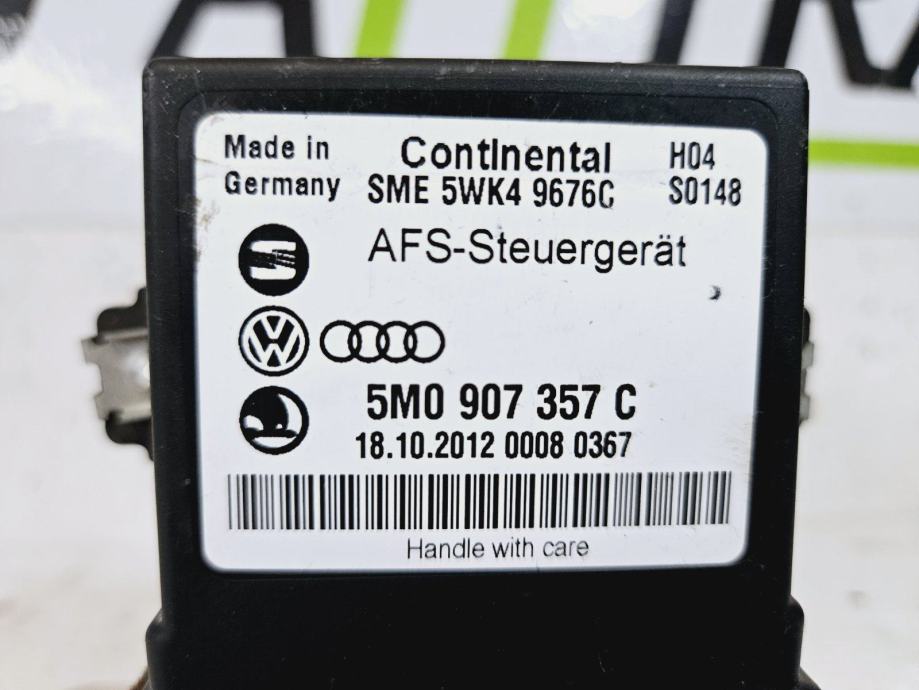 Made in Continental H04
Germany SME 5WK4 9676C S0148
AFS-Steuergerät
5M0 907 357 C
18.10.2012 0008 0367
Handle with care